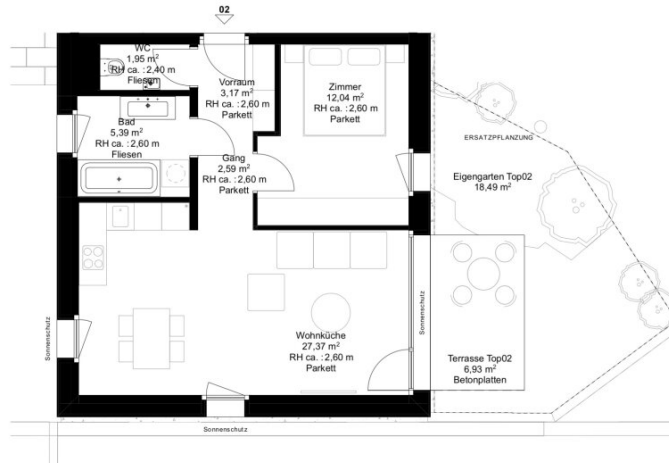 02
WC
1,95 m²
RH ca. :2,40 m
Fliesen
Vorraum
3,17 m²
RH ca. :2,60 m
Parkett
Zimmer
12,04 m²
RH ca. :2,60 m
Parkett
Bad
5,39 m²
RH ca. :2,60 m
Fliesen
Gang
2,59 m²
RH ca. :2,60 m
Parkett
ERSATZPFLANZUNG
Eigengarten Top02
18,49 m²
Wohnküche
27,37 m²
RH ca. :2,60 m
Parkett
Terrasse Top02
6,93 m²
Betonplatten
Sonnenschutz
Sonnenschutz
Sonnenschutz